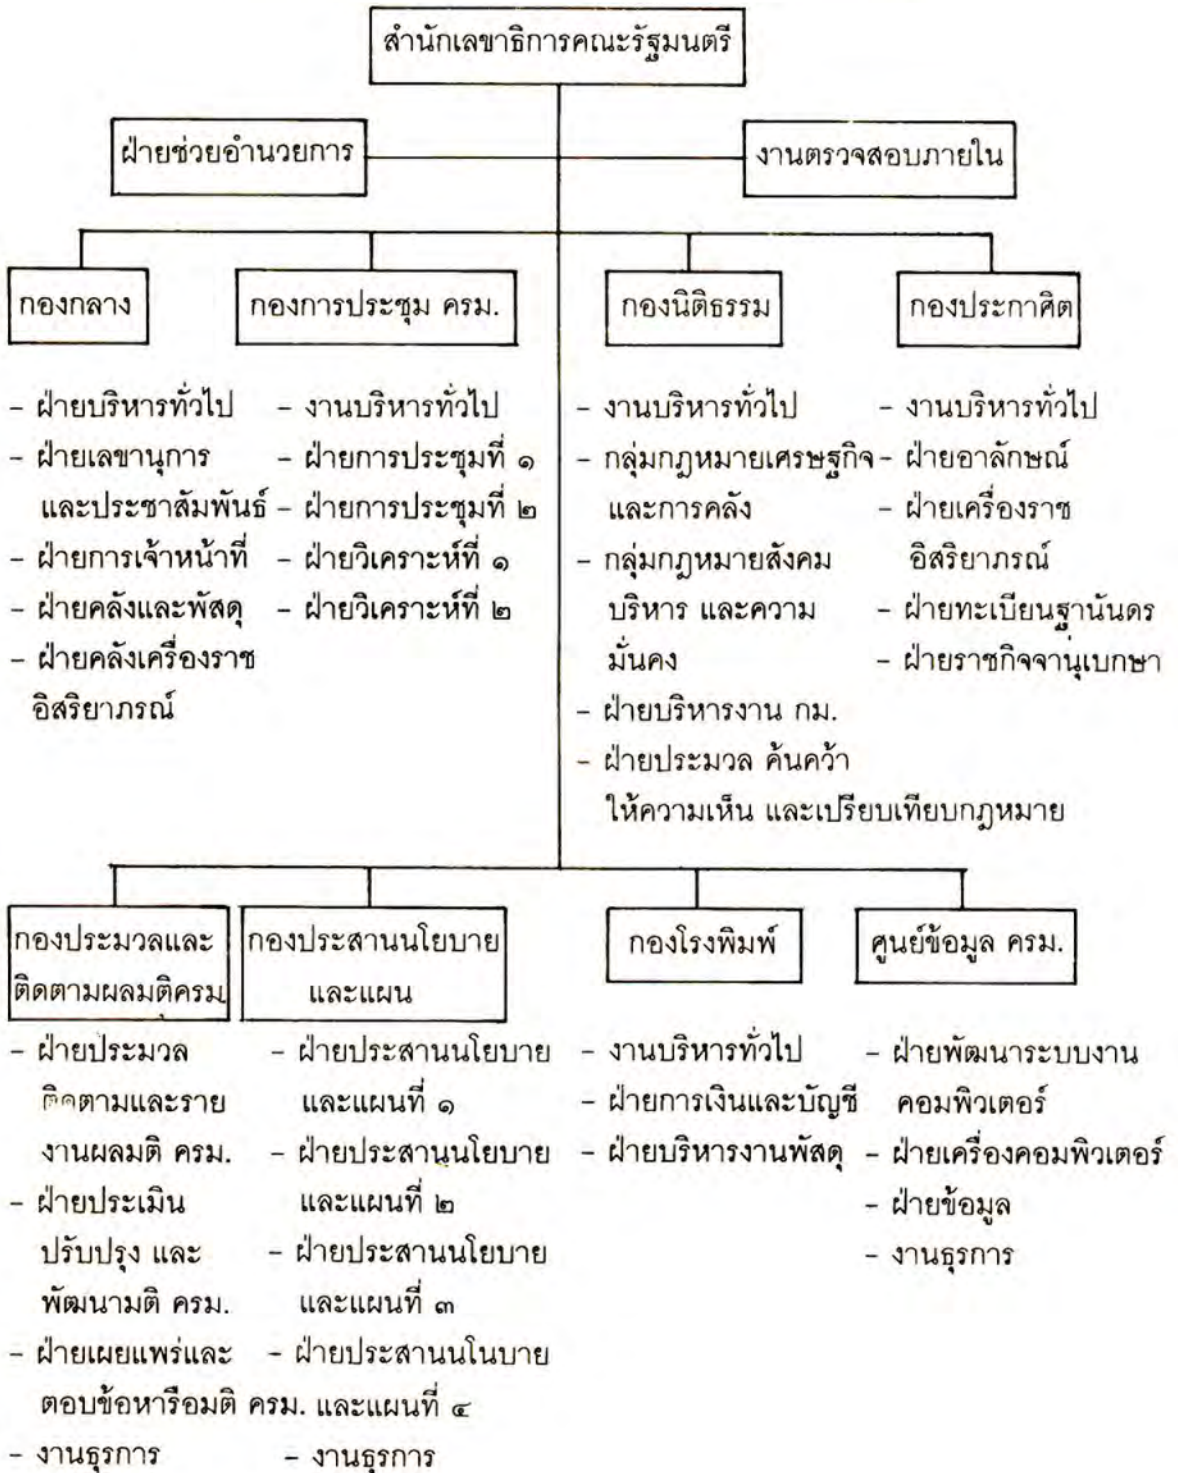 สำนักเลขาธิการคณะรัฐมนตรี
ฝ่ายช่วยอำนวยการ
งานตรวจสอบภายใน
กองกลาง
- ฝ่ายบริหารทั่วไป
- ฝ่ายเลขานุการ
และประชาสัมพันธ์
- ฝ่ายการเจ้าหน้าที่
- ฝ่ายคลังและพัสดุ
- ฝ่ายคลังเครื่องราช
อิสริยาภรณ์
กองการประชุม ครม.
- งานบริหารทั่วไป
- ฝ่ายการประชุมที่ ๑
- ฝ่ายการประชุมที่ ๒
- ฝ่ายวิเคราะห์ที่ ๑
- ฝ่ายวิเคราะห์ที่ ๒
กองนิติธรรม
- งานบริหารทั่วไป
- กลุ่มกฎหมายเศรษฐกิจ
และการคลัง
- กลุ่มกฎหมายสังคม
บริหาร และความ
มั่นคง
- ฝ่ายบริหารงาน กม.
- ฝ่ายประมวล ค้นคว้า
ให้ความเห็น และเปรียบเทียบกฎหมาย
กองประกาศิต
- งานบริหารทั่วไป
- ฝ่ายอาลักษณ์
- ฝ่ายเครื่องราช
อิสริยาภรณ์
- ฝ่ายทะเบียนฐานันดร
- ฝ่ายราชกิจจานุเบกษา
กองประมวลและ
ติดตามผลมติครม.
- ฝ่ายประมวล
ติดตามและราย
งานผลมติ ครม.
- ฝ่ายประเมิน
ปรับปรุง และ
พัฒนามติ ครม.
- ฝ่ายเผยแพร่และ
ตอบข้อหารือมติ ครม.
- งานธุรการ
กองประสานนโยบาย
และแผน
- ฝ่ายประสานนโยบาย
และแผนที่ ๑
- ฝ่ายประสานนโยบาย
และแผนที่ ๒
- ฝ่ายประสานนโยบาย
และแผนที่ ๓
- ฝ่ายประสานนโนบาย
และแผนที่ ๔
- งานธุรการ
กองโรงพิมพ์
- งานบริหารทั่วไป
- ฝ่ายการเงินและบัญชี
- ฝ่ายบริหารงานพัสดุ
ศูนย์ข้อมูล ครม.
- ฝ่ายพัฒนาระบบงาน
คอมพิวเตอร์
- ฝ่ายเครื่องคอมพิวเตอร์
- ฝ่ายข้อมูล
- งานธุรการ